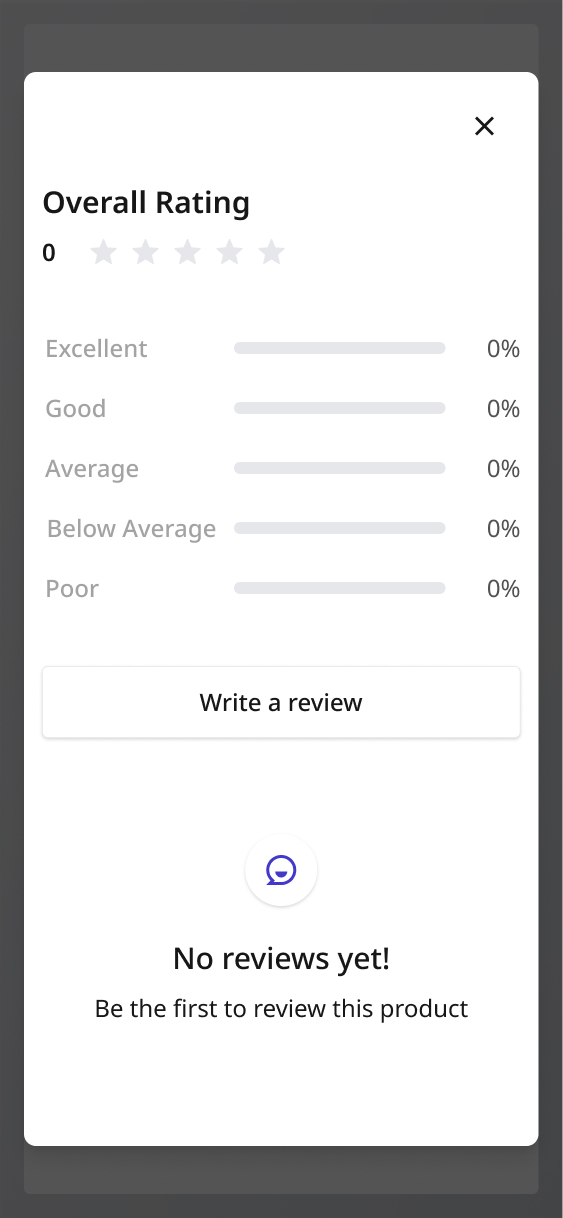 Overall Rating
0
Excellent 0%
Good 0%
Average 0%
Below Average 0%
Poor 0%
Write a review
No reviews yet!
Be the first to review this product